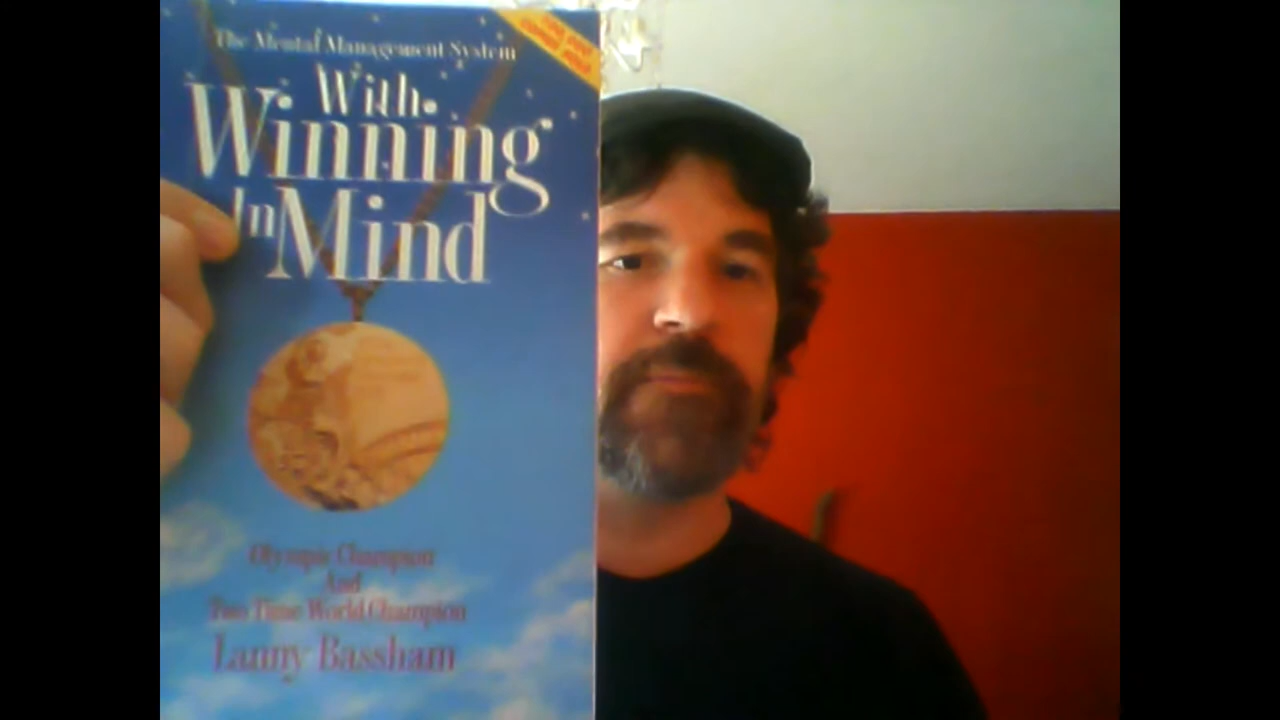 The Mental Management System
With
Winning
In Mind
Olympic Champion
And
Two Time World Champion
Lanny Bassham